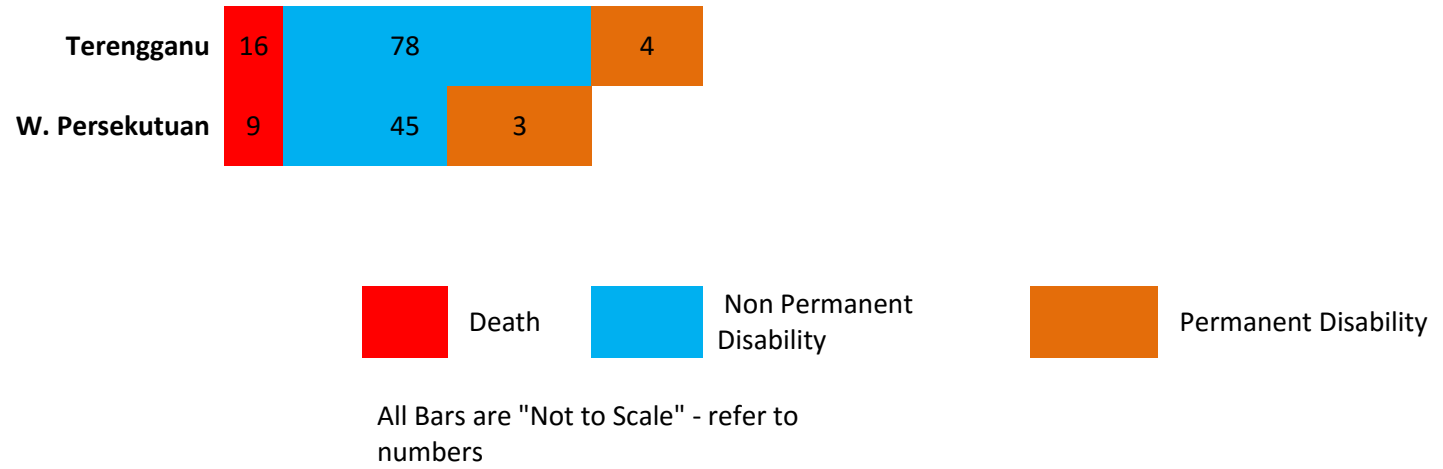 Terengganu 16 78 4
W. Persekutuan 9 45 3
Death Non Permanent Disability Permanent Disability
All Bars are "Not to Scale" - refer to
numbers